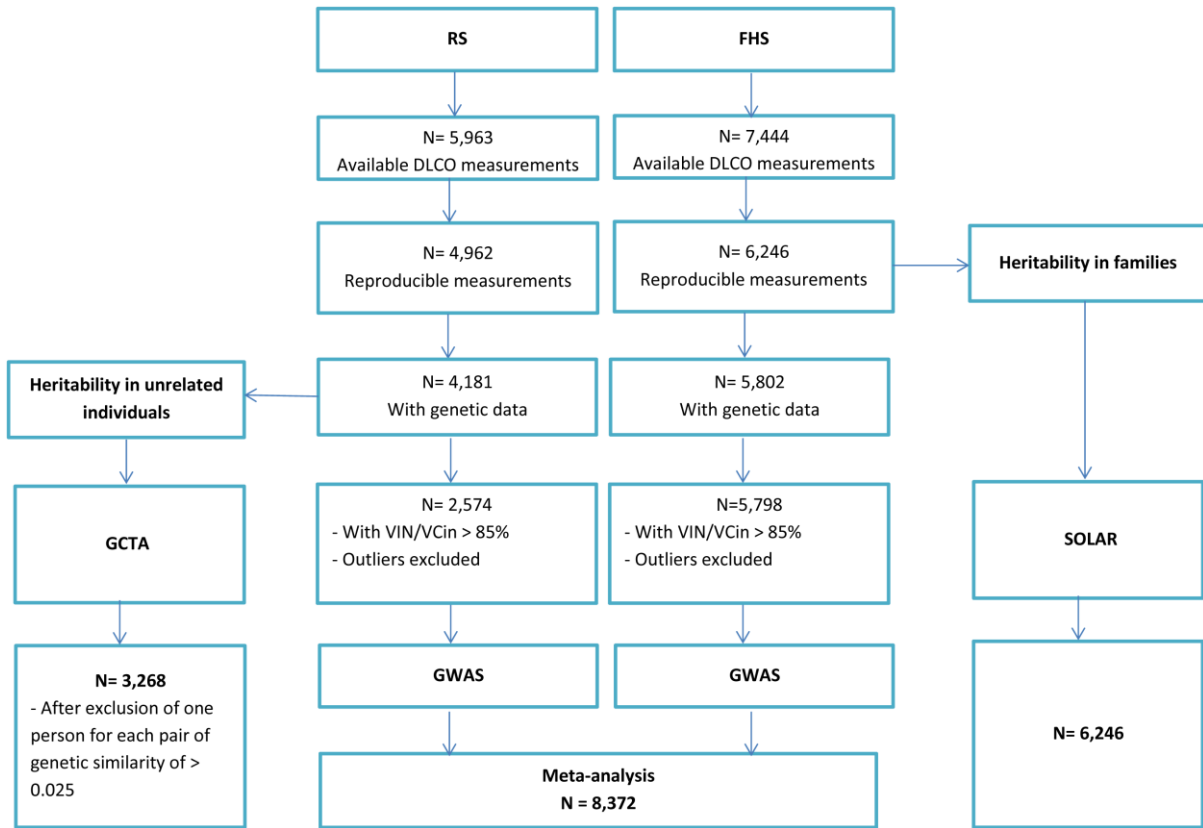 RS
FHS
N= 5,963
Available DLCO measurements
N= 7,444
Available DLCO measurements
N= 4,962
Reproducible measurements
N= 6,246
Reproducible measurements
Heritability in families
Heritability in unrelated
individuals
N= 4,181
With genetic data
N= 5,802
With genetic data
GCTA
N= 2,574
- With VIN/VCin > 85%
- Outliers excluded
N=5,798
- With VIN/VCin > 85%
- Outliers excluded
SOLAR
N= 3,268
- After exclusion of one
person for each pair of
genetic similarity of >
0.025
GWAS
GWAS
N= 6,246
Meta-analysis
N = 8,372